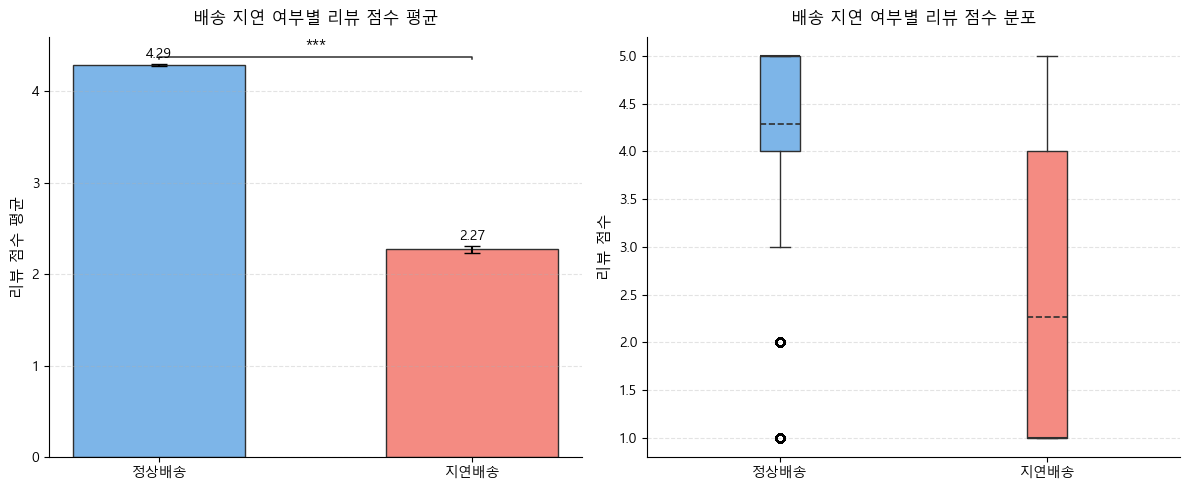 배송 지연 여부별 리뷰 점수 평균
***
4.29
2.27
리뷰 점수 평균
4
3
2
1
0
정상배송
지연배송
배송 지연 여부별 리뷰 점수 분포
리뷰 점수
5.0
4.5
4.0
3.5
3.0
2.5
2.0
1.5
1.0
정상배송
지연배송